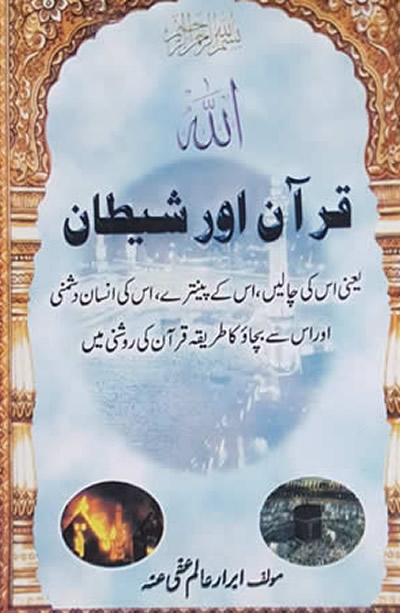 بسم اللہ الرحمن الرحیم
اللہ
قرآن اور شیطان
یعنی اس کی چالیں، اس کے پینترے، اس کی انسان دشمنی
اور اس سے بچاؤ کا طریقہ قرآن کی روشنی میں
مولف ابرار عالم عفی عنہ